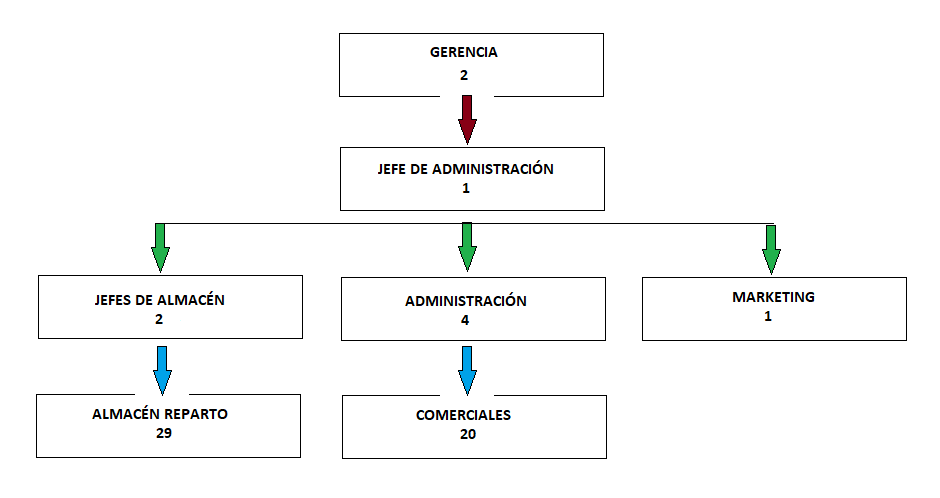 GERENCIA
2
JEFE DE ADMINISTRACIÓN
1
JEFES DE ALMACÉN
2
ADMINISTRACIÓN
4
MARKETING
1
ALMACÉN REPARTO
29
COMERCIALES
20